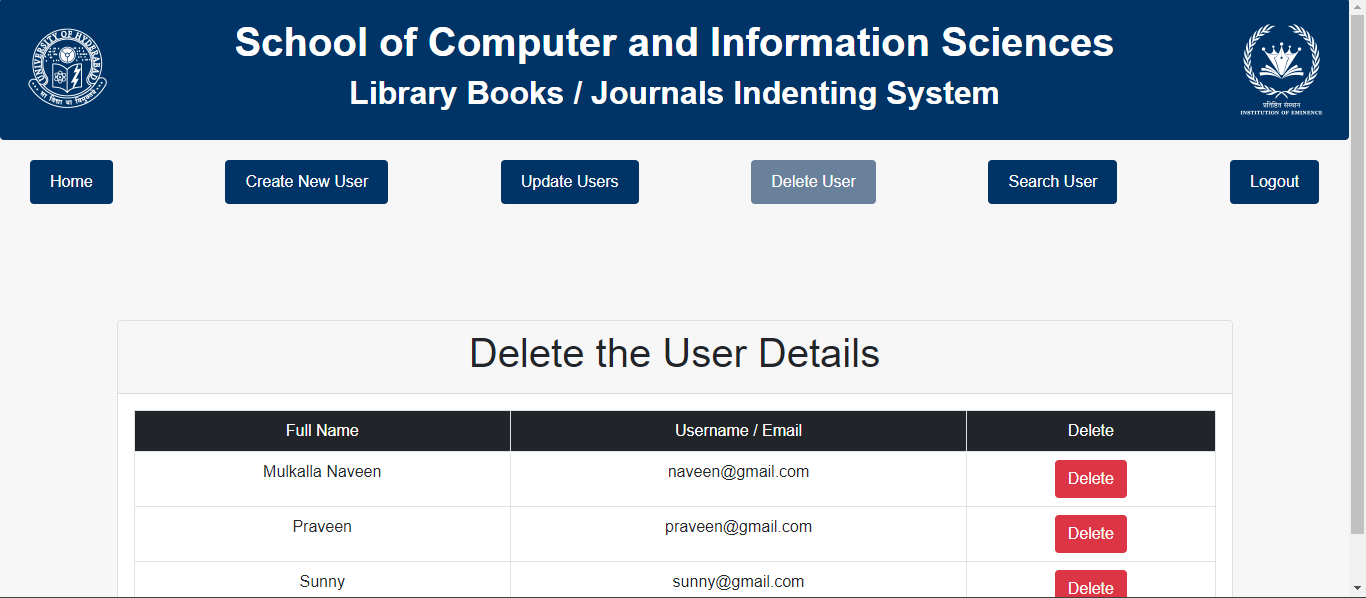 UNIVERSITY OF HYDERABAD
School of Computer and Information Sciences
Library Books / Journals Indenting System
प्रतिष्ठित संस्थान
INSTITUTION OF EMINENCE
Home Create New User Update Users Delete User Search User Logout
Delete the User Details
Full Name Username / Email Delete
Mulkalla Naveen naveen@gmail.com Delete
Praveen praveen@gmail.com Delete
Sunny sunny@gmail.com Delete